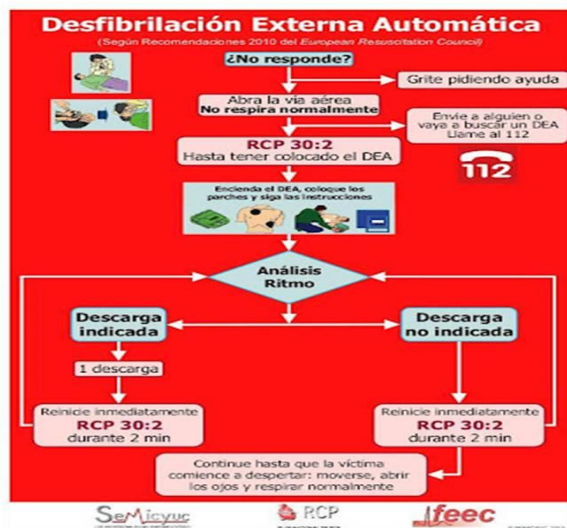 Desfibrilación Externa Automática
(Según Recomendaciones 2010 del European Resuscitation Council)
¿No responde?
Grite pidiendo ayuda
Abra la vía aérea
No respira normalmente
Envíe a alguien o
vaya a buscar un DEA
Llame al 112
RCP 30:2
Hasta tener colocado el DEA
112
Encienda el DEA, coloque los
parches y siga las instrucciones
Análisis
Ritmo
Descarga
indicada
Descarga
no indicada
1 descarga
Reinicie inmediatamente
RCP 30:2
durante 2 min
Reinicie inmediatamente
RCP 30:2
durante 2 min
Continue hasta que la víctima
comience a despertar: moverse, abrir
los ojos y respirar normalmente
SeMicyuc
RCP
feec